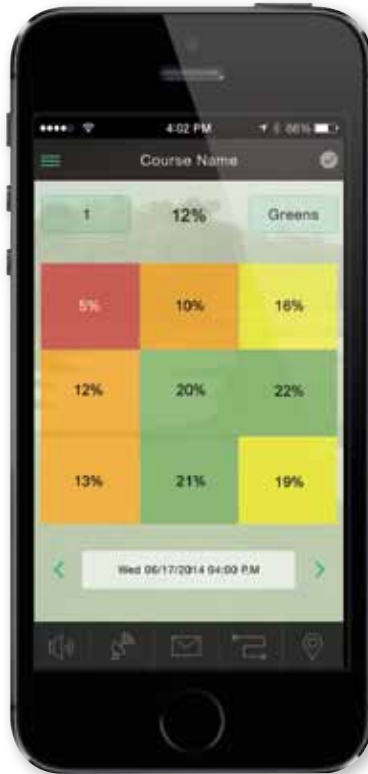 4:02 PM 86%
Course Name
1 12% Greens
5% 10% 16%
12% 20% 22%
13% 21% 19%
Wed 06/17/2014 04:00 P.M